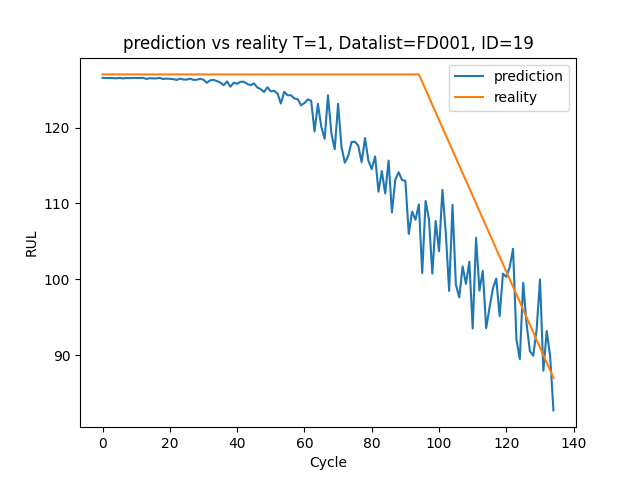 prediction vs reality T=1, Datalist=FD001, ID=19
prediction
reality
RUL
120
110
100
90
0 20 40 60 80 100 120 140
Cycle